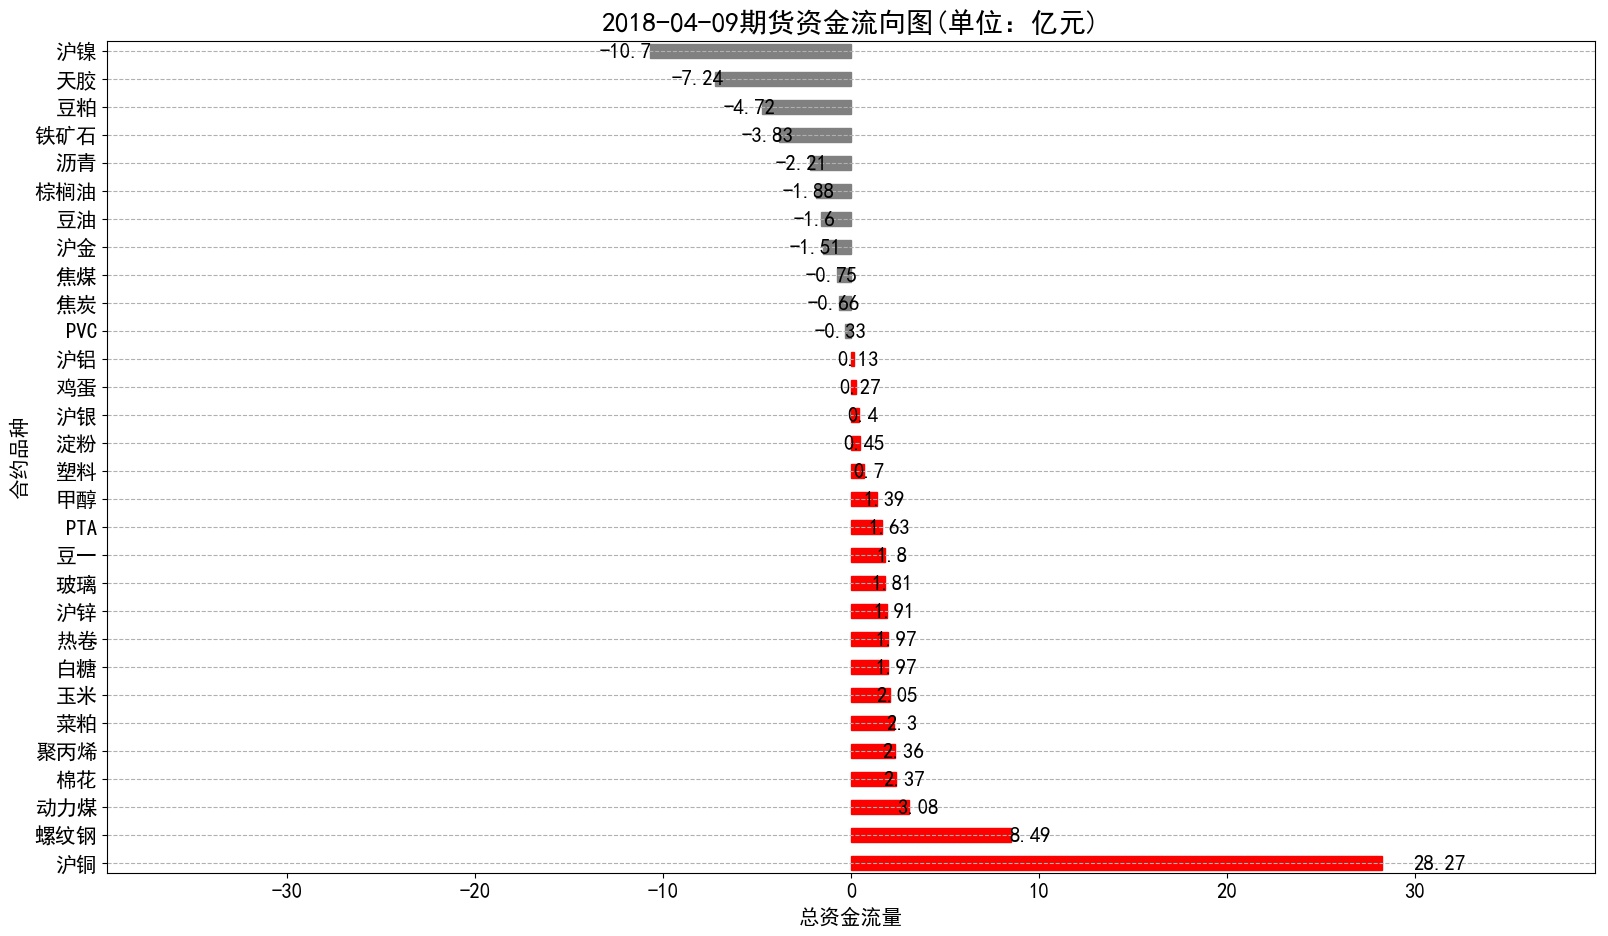 2018-04-09期货资金流向图(单位：亿元)
沪镍 -10.7
天胶 -7.24
豆粕 -4.72
铁矿石 -3.83
沥青 -2.21
棕榈油 -1.88
豆油 -1.6
沪金 -1.51
焦煤 -0.75
焦炭 -0.66
PVC -0.33
沪铝 0.13
鸡蛋 0.27
沪银 0.4
淀粉 0.45
塑料 0.7
甲醇 1.39
PTA 1.63
豆一 1.8
玻璃 1.81
沪锌 1.91
热卷 1.97
白糖 1.97
玉米 2.05
菜粕 2.3
聚丙烯 2.36
棉花 2.37
动力煤 3.08
螺纹钢 8.49
沪铜 28.27
合约品种
-30 -20 -10 0 10 20 30
总资金流量